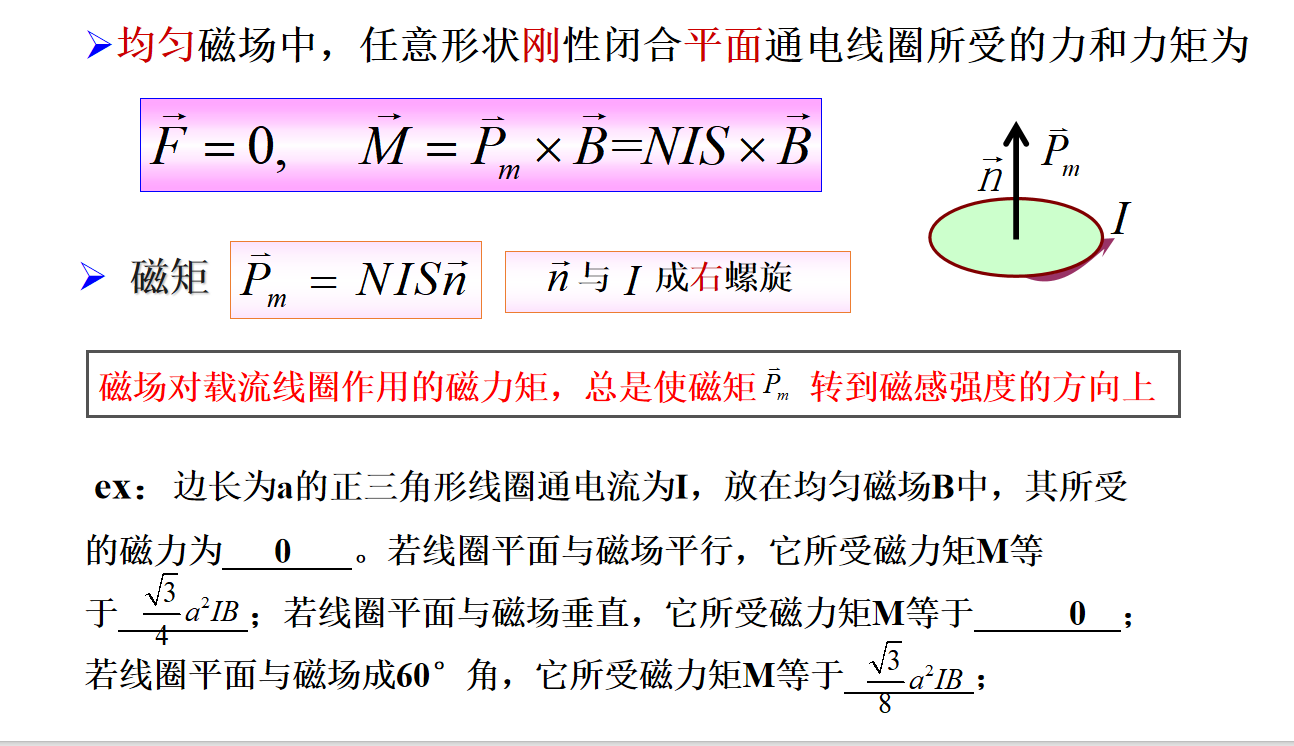 ➢均匀磁场中，任意形状刚性闭合平面通电线圈所受的力和力矩为
$\vec{F} = 0,\quad \vec{M} = \vec{P}_m \times \vec{B} = NIS \times \vec{B}$
$\vec{n}$ $\vec{P}_m$
I
➢ 磁矩 $\vec{P}_m = NIS\vec{n}$ $\vec{n}$ 与 I 成右螺旋
磁场对载流线圈作用的磁力矩，总是使磁矩 $\vec{P}_m$ 转到磁感强度的方向上
ex： 边长为a的正三角形线圈通电流为I，放在均匀磁场B中，其所受
的磁力为 0 。若线圈平面与磁场平行，它所受磁力矩M等
于 $\frac{\sqrt{3}}{4}a^2IB$ ；若线圈平面与磁场垂直，它所受磁力矩M等于 0 ；
若线圈平面与磁场成60°角，它所受磁力矩M等于 $\frac{\sqrt{3}}{8}a^2IB$ ；